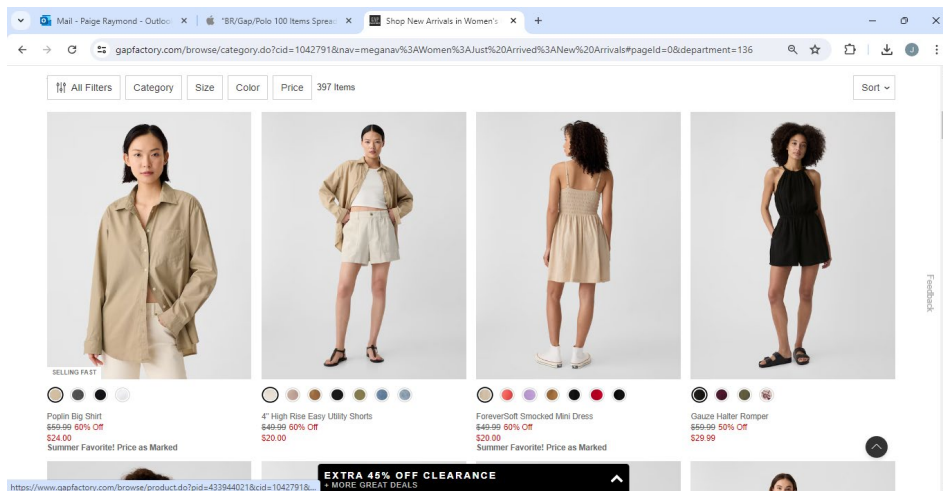 Mail - Paige Raymond - Outloo
"BR/Gap/Polo 100 Items Spread
Shop New Arrivals in Women's
gapfactory.com/browse/category.do?cid=1042791&nav=meganav%3AWomen%3AJust%20Arrived%3ANew%20Arrivals#pageId=0&department=136
J
All Filters
Category
Size
Color
Price
397 Items
Sort
SELLING FAST
Poplin Big Shirt
$59.99 60% Off
$24.00
Summer Favorite! Price as Marked
4" High Rise Easy Utility Shorts
$49.99 60% Off
$20.00
ForeverSoft Smocked Mini Dress
$49.99 60% Off
$20.00
Summer Favorite! Price as Marked
Gauze Halter Romper
$59.99 50% Off
$29.99
Feedback
EXTRA 45% OFF CLEARANCE
+ MORE GREAT DEALS
https://www.gapfactory.com/browse/product.do?pid=433944021&cid=1042791&...